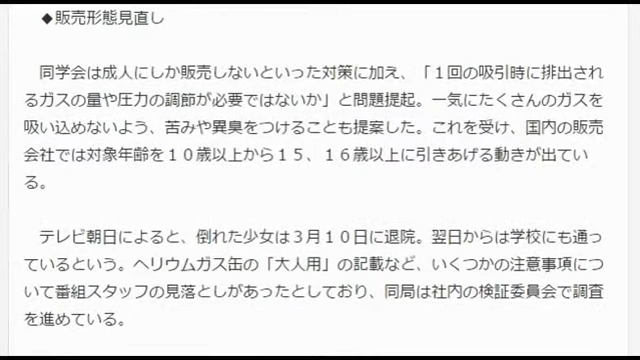 ◆販売形態見直し
同学会は成人にしか販売しないといった対策に加え、「１回の吸引時に排出され
るガスの量や圧力の調節が必要ではないか」と問題提起。一気にたくさんのガスを
吸い込めないよう、苦みや異臭をつけることも提案した。これを受け、国内の販売
会社では対象年齢を１０歳以上から１５、１６歳以上に引きあげる動きが出てい
る。
テレビ朝日によると、倒れた少女は３月１０日に退院。翌日からは学校にも通っ
ているという。ヘリウムガス缶の「大人用」の記載など、いくつかの注意事項につ
いて番組スタッフの見落としがあったとしており、同局は社内の検証委員会で調査
を進めている。